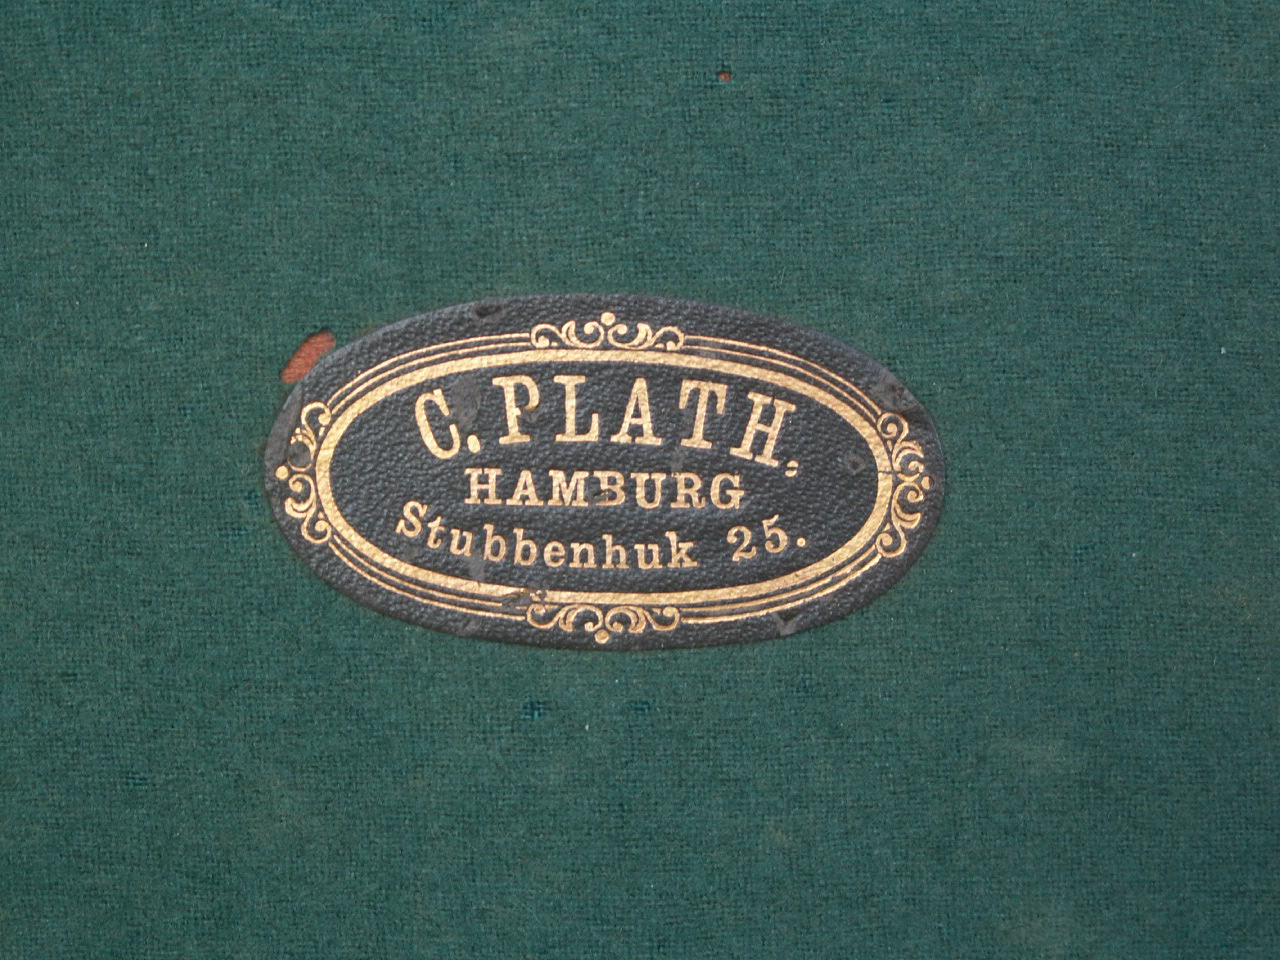 C. PLATH,
HAMBURG
Stubbenhuk 25.